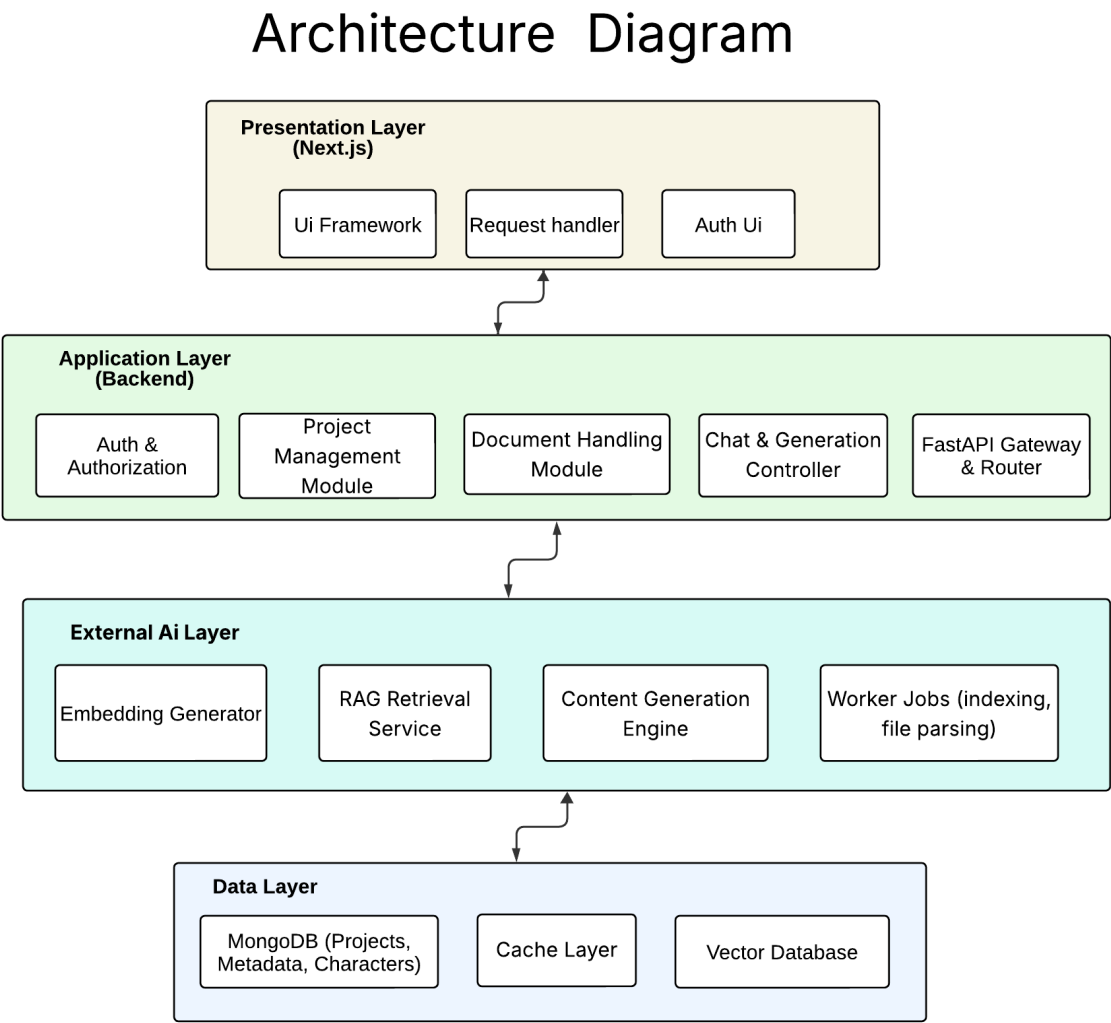 Architecture Diagram
Presentation Layer
(Next.js)
Ui Framework
Request handler
Auth Ui
Application Layer
(Backend)
Auth &
Authorization
Project
Management
Module
Document Handling
Module
Chat & Generation
Controller
FastAPI Gateway
& Router
External Ai Layer
Embedding Generator
RAG Retrieval
Service
Content Generation
Engine
Worker Jobs (indexing,
file parsing)
Data Layer
MongoDB (Projects,
Metadata, Characters)
Cache Layer
Vector Database